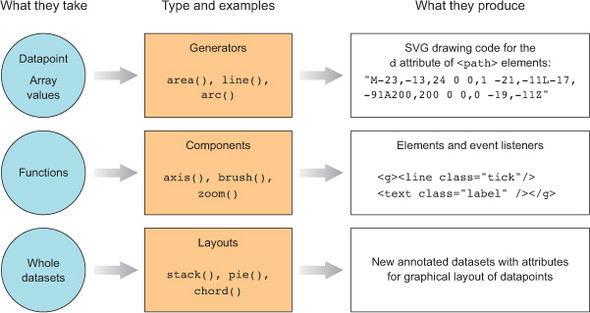 What they take
Type and examples
What they produce
Datapoint
Array
values
Generators
area(), line(),
arc()
SVG drawing code for the
d attribute of <path> elements:
"M-23,-13,24 0 0,1 -21,-11L-17,
-91A200,200 0 0,0 -19,-11Z"
Functions
Components
axis(), brush(),
zoom()
Elements and event listeners
<g><line class="tick"/>
<text class="label" /></g>
Whole
datasets
Layouts
stack(), pie(),
chord()
New annotated datasets with attributes
for graphical layout of datapoints